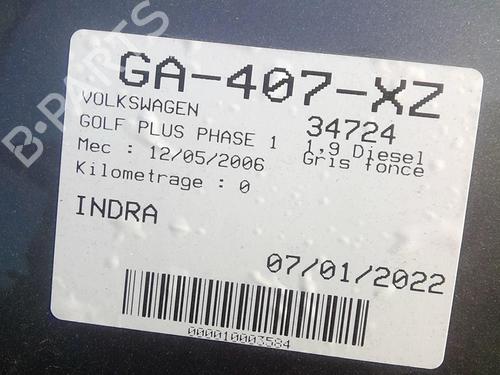 GA-407-XZ
VOLKSWAGEN
34724
GOLF PLUS PHASE 1
1,9 Diesel
Mec : 12/05/2006
Gris fonce
Kilometrage : 0
INDRA
07/01/2022
000010003584
B-PARTS